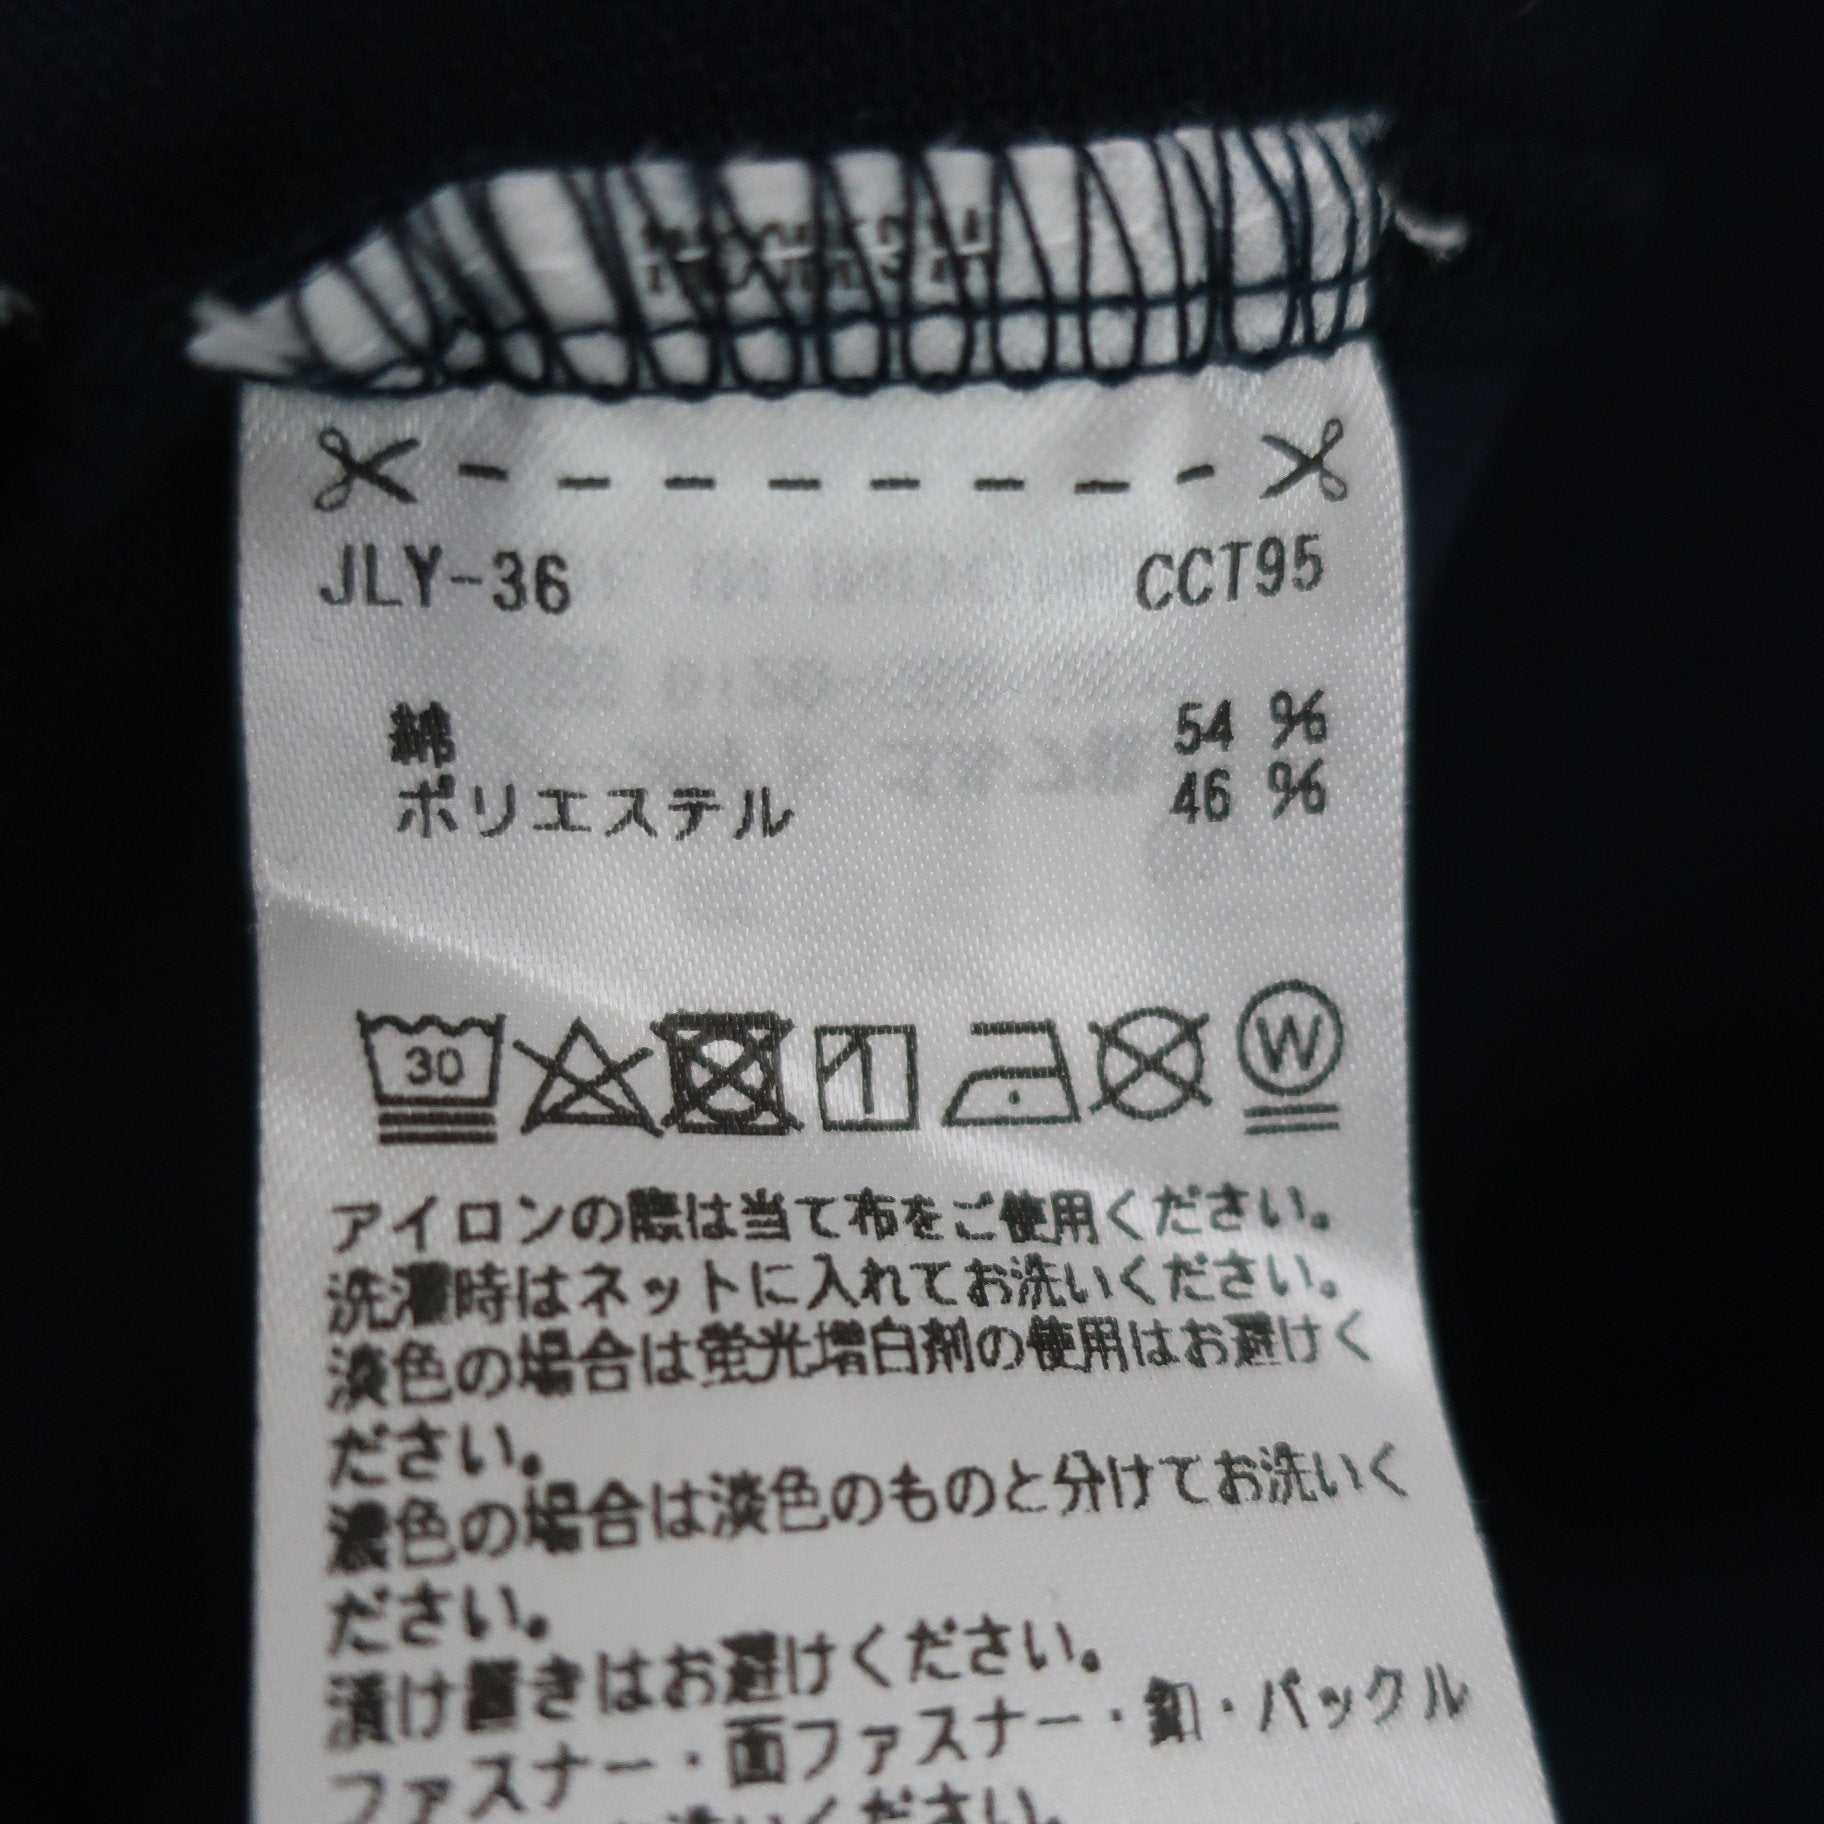 JLY-36 CCT95
綿 54 %
ポリエステル 46 %
30
W
アイロンの際は当て布をご使用ください。
洗濯時はネットに入れてお洗いください。
淡色の場合は蛍光増白剤の使用はお避けく
ださい。
濃色の場合は淡色のものと分けてお洗いく
ださい。
漬け置きはお避けください。
ファスナー・面ファスナー・釦・バックル
ください。